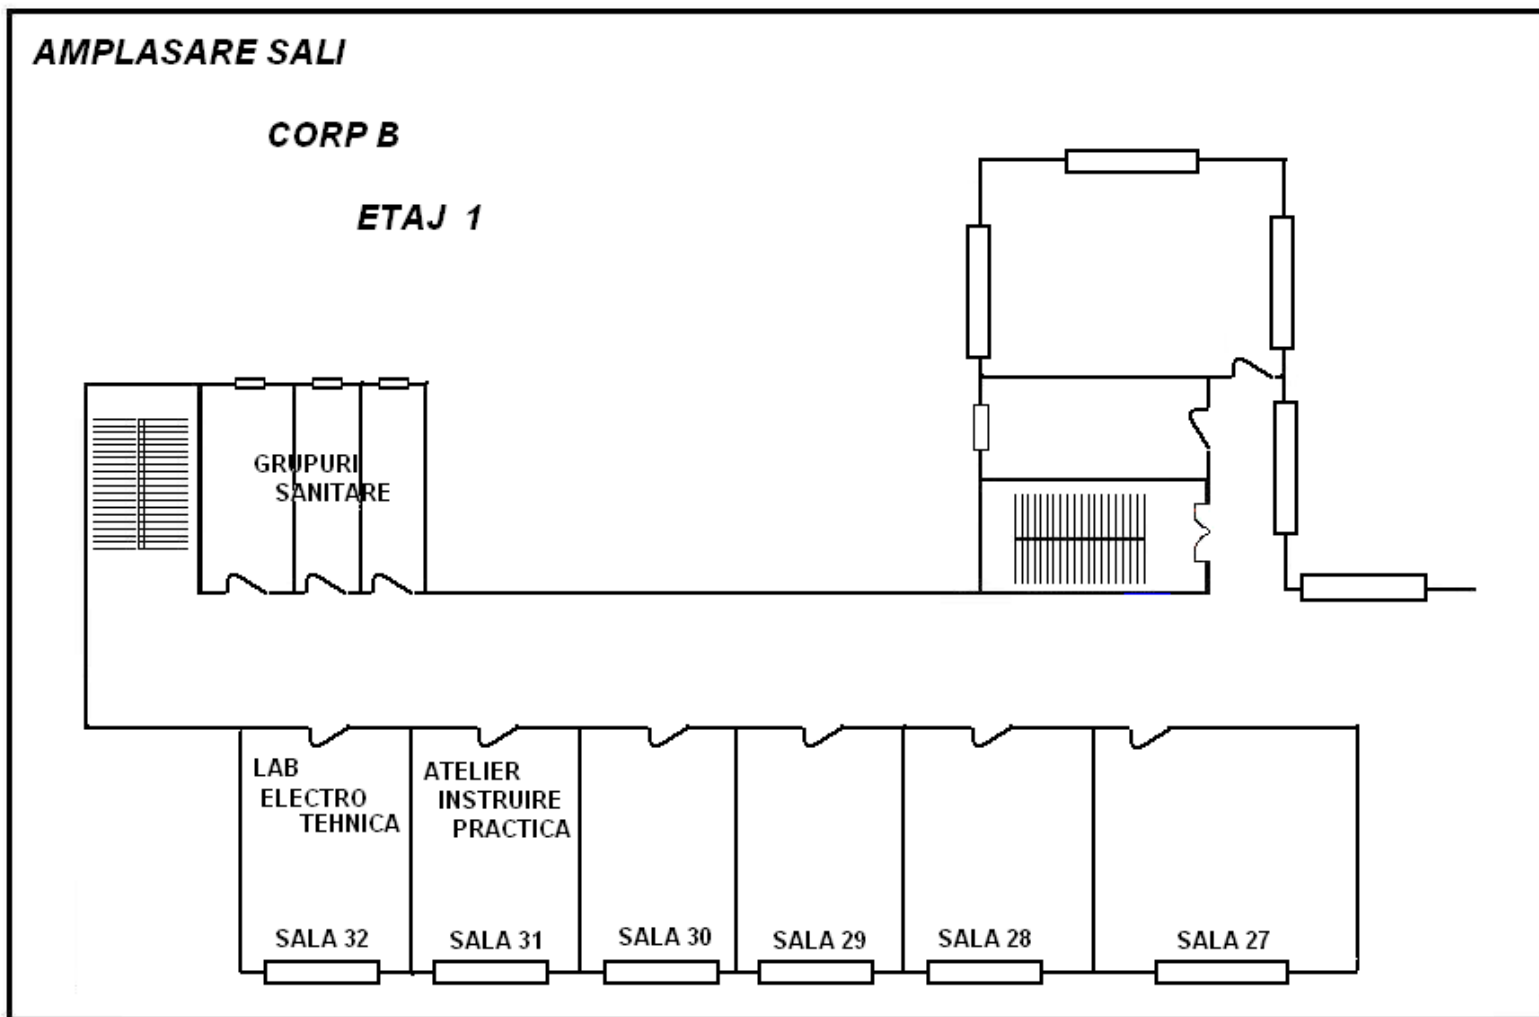 AMPLASARE SALI
CORP B
ETAJ 1
GRUPURI
SANITARE
LAB
ELECTRO
TEHNICA
ATELIER
INSTRUIRE
PRACTICA
SALA 32
SALA 31
SALA 30
SALA 29
SALA 28
SALA 27